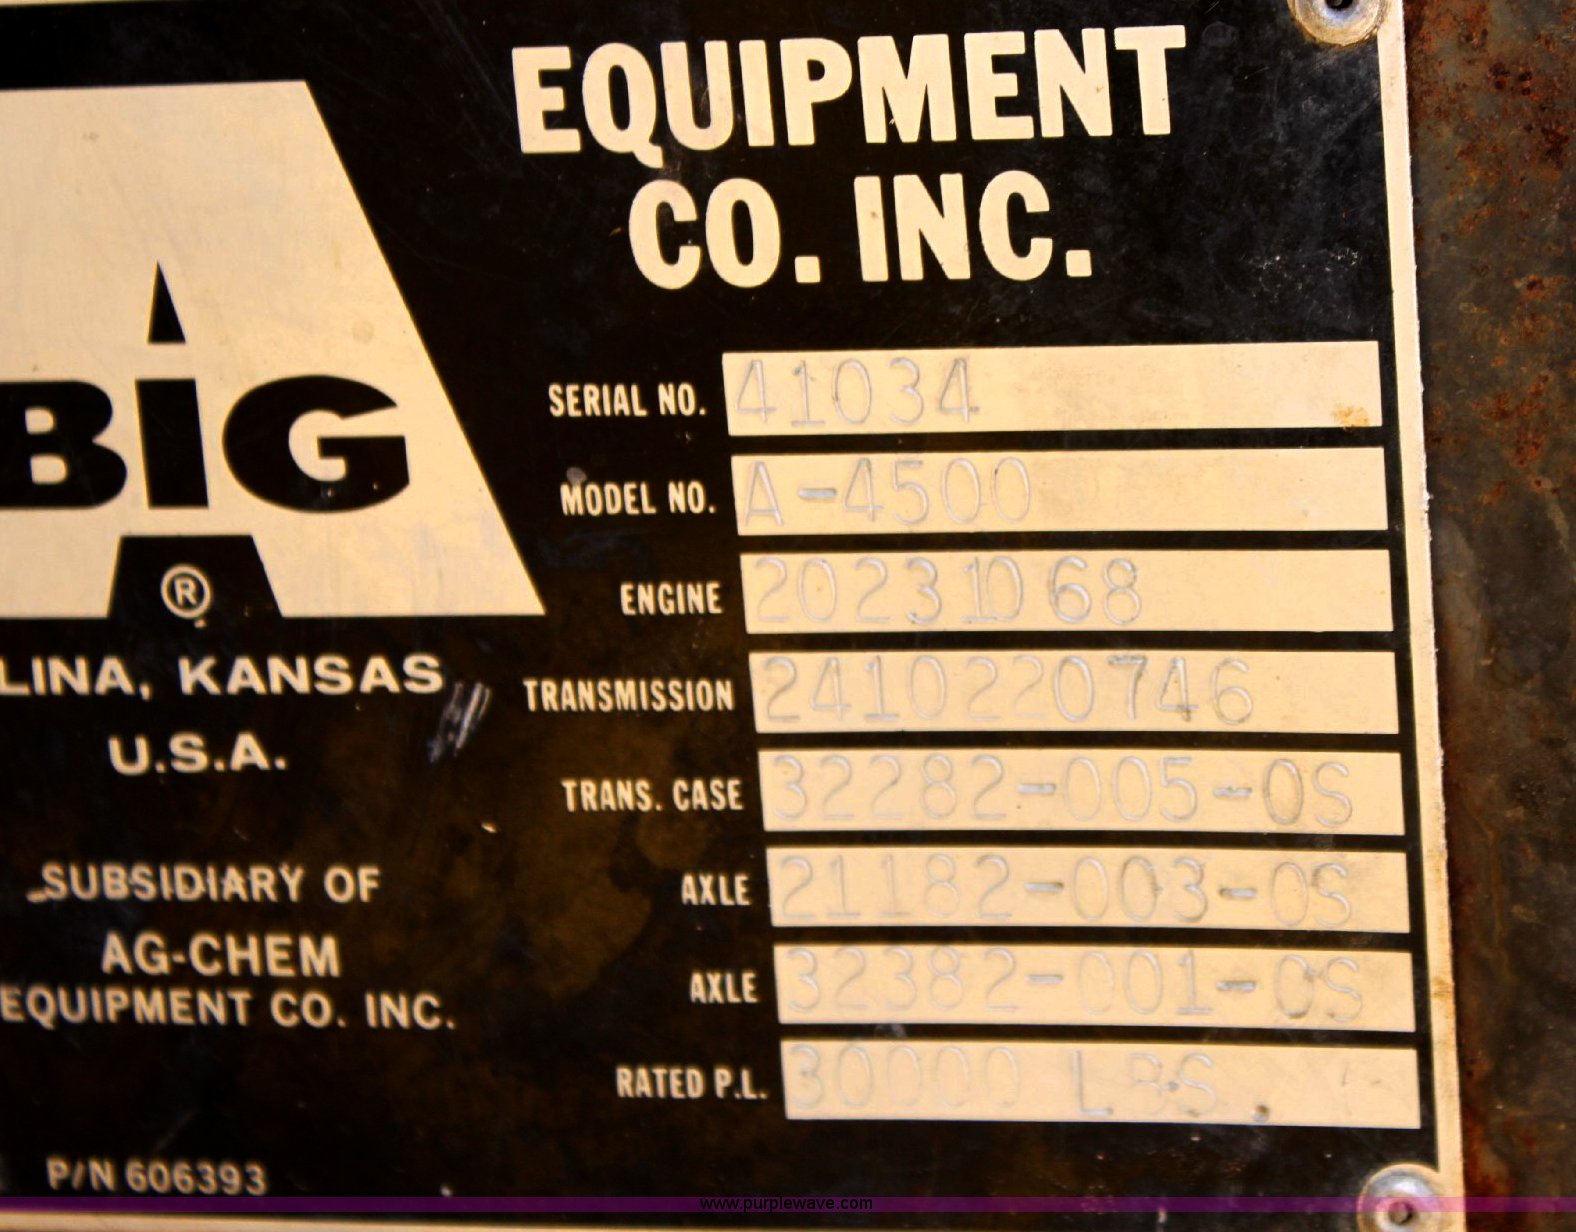 EQUIPMENT
CO. INC.
BIG
A
®
LINA, KANSAS
U.S.A.
SUBSIDIARY OF
AG-CHEM
EQUIPMENT CO. INC.
P/N 606393
SERIAL NO. 41034
MODEL NO. A-4500
ENGINE
TRANSMISSION 2410220746
TRANS. CASE 32282-005-0S
AXLE 21182-003-0S
AXLE 32382-001-0S
RATED P.L. 30000 LBS.
www.purplewave.com